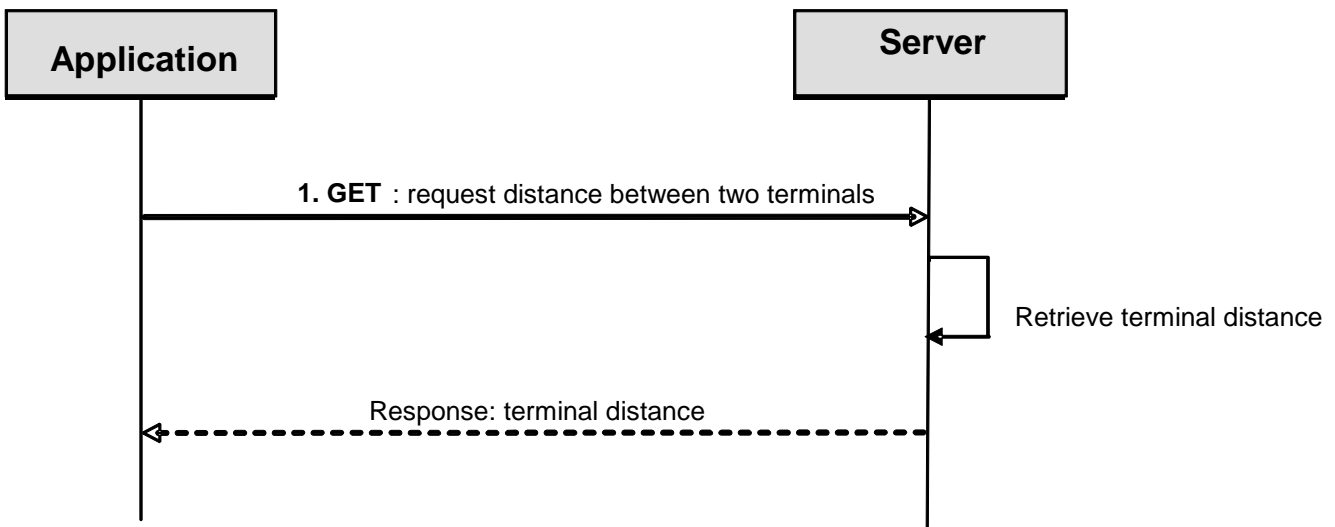 Application
Server
1. GET : request distance between two terminals
Retrieve terminal distance
Response: terminal distance